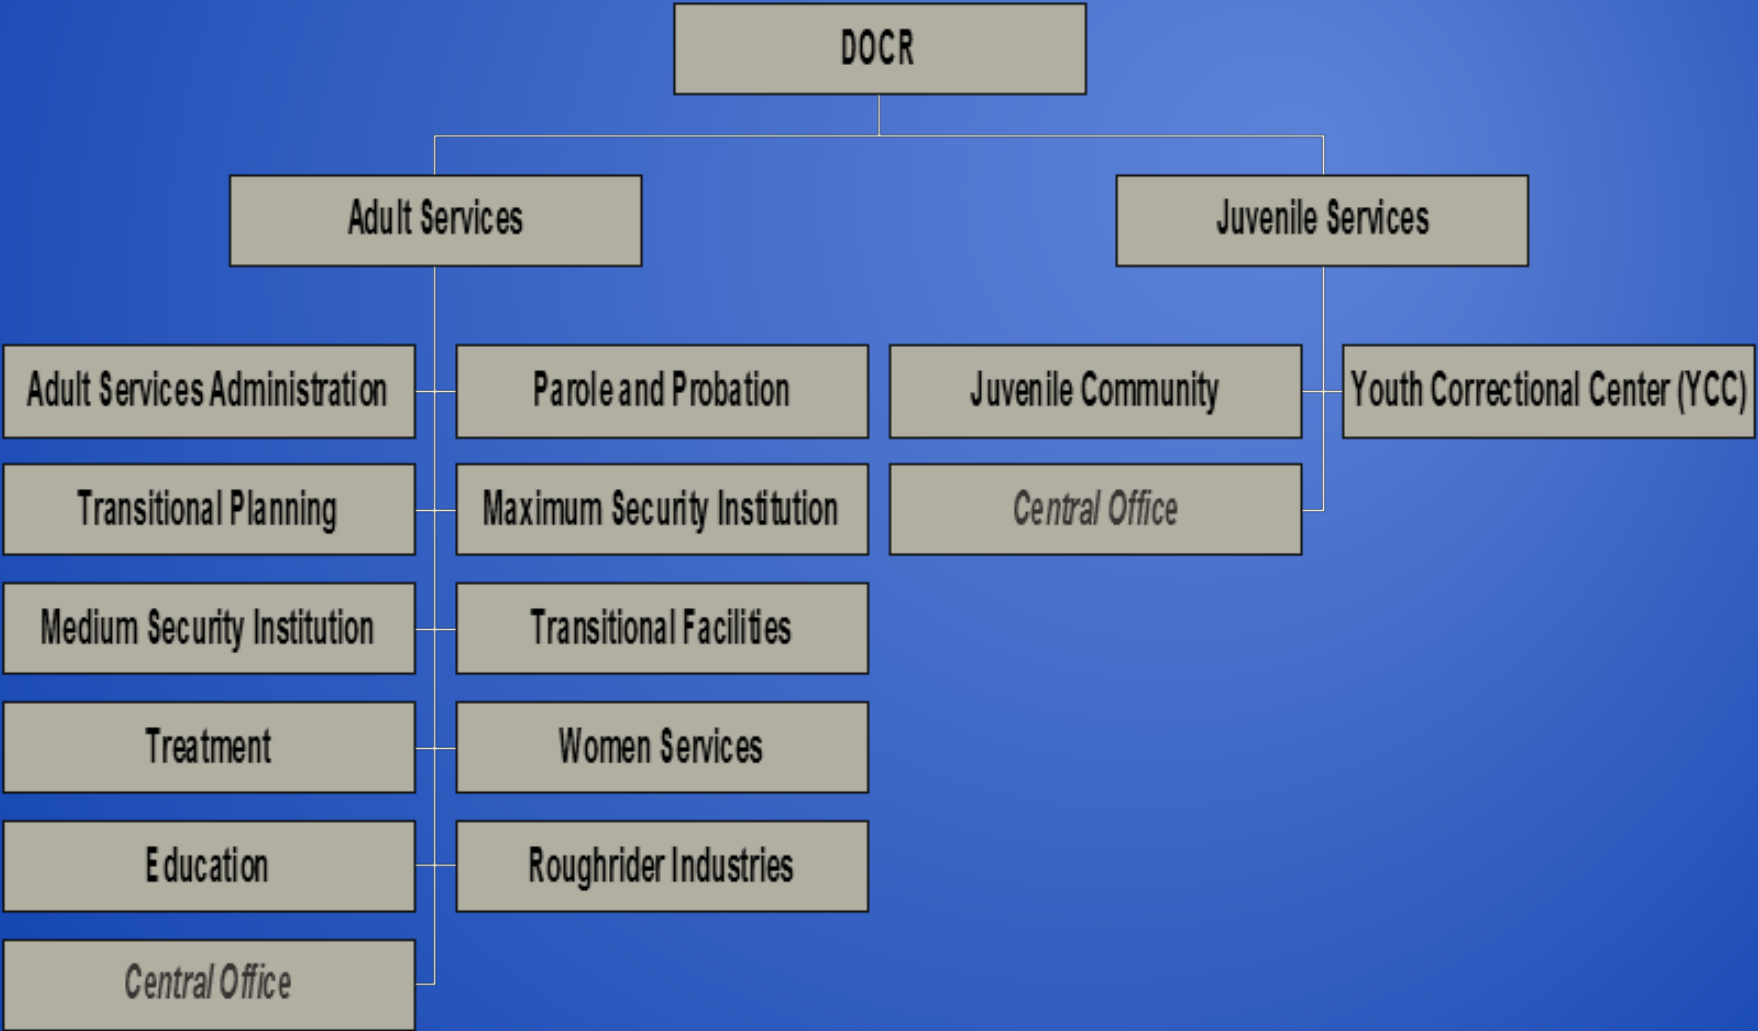 DOCR
Adult Services
Juvenile Services
Adult Services Administration
Parole and Probation
Juvenile Community
Youth Correctional Center (YCC)
Transitional Planning
Maximum Security Institution
Central Office
Medium Security Institution
Transitional Facilities
Treatment
Women Services
Education
Roughrider Industries
Central Office